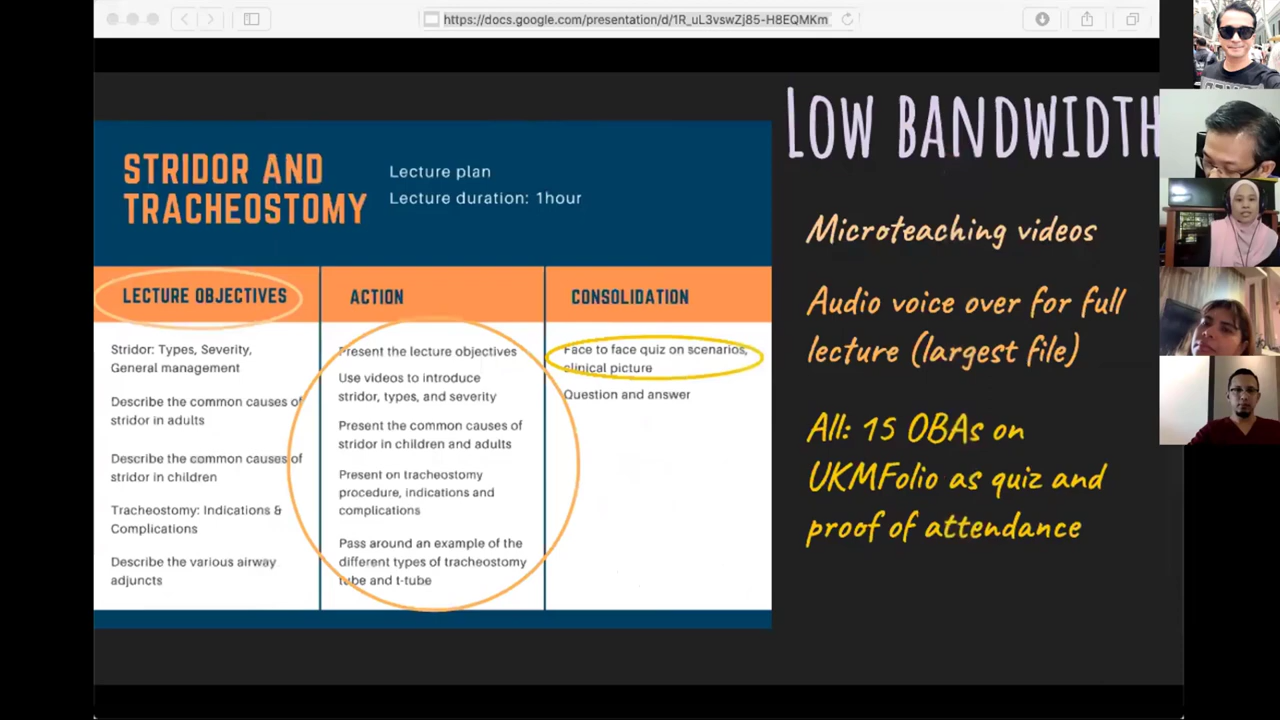 https://docs.google.com/presentation/d/1R_uL3vswZj85-H8EQMKm
STRIDOR AND
TRACHEOSTOMY
Lecture plan
Lecture duration: 1hour
LECTURE OBJECTIVES
Stridor: Types, Severity,
General management
Describe the common causes of
stridor in adults
Describe the common causes of
stridor in children
Tracheostomy: Indications &
Complications
Describe the various airway
adjuncts
ACTION
Present the lecture objectives
Use videos to introduce
stridor, types, and severity
Present the common causes of
stridor in children and adults
Present on tracheostomy
procedure, indications and
complications
Pass around an example of the
different types of tracheostomy
tube and t-tube
CONSOLIDATION
Face to face quiz on scenarios,
clinical picture
Question and answer
LOW BANDWIDTH
Microteaching videos
Audio voice over for full
lecture (largest file)
All: 15 OBAs on
UKMFolio as quiz and
proof of attendance